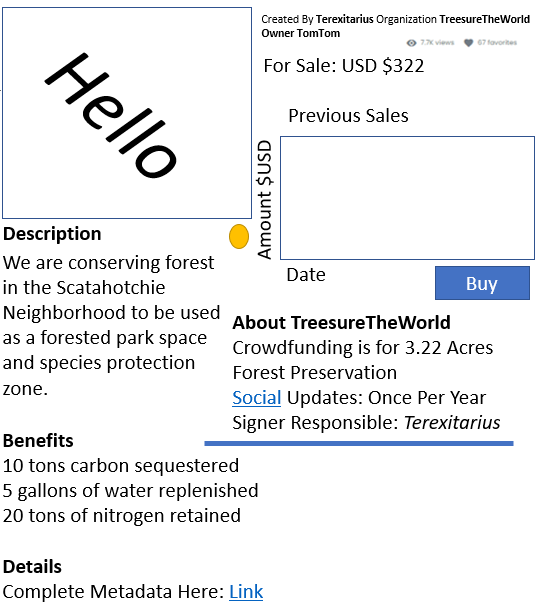 Hello
Created By Terexitarius Organization TreesureTheWorld
Owner TomTom
7.7K views 67 favorites
For Sale: USD $322
Previous Sales
Amount $USD
Date
Buy
Description
We are conserving forest
in the Scatahotchie
Neighborhood to be used
as a forested park space
and species protection
zone.
About TreesureTheWorld
Crowdfunding is for 3.22 Acres
Forest Preservation
Social Updates: Once Per Year
Signer Responsible: Terexitarius
Benefits
10 tons carbon sequestered
5 gallons of water replenished
20 tons of nitrogen retained
Details
Complete Metadata Here: Link